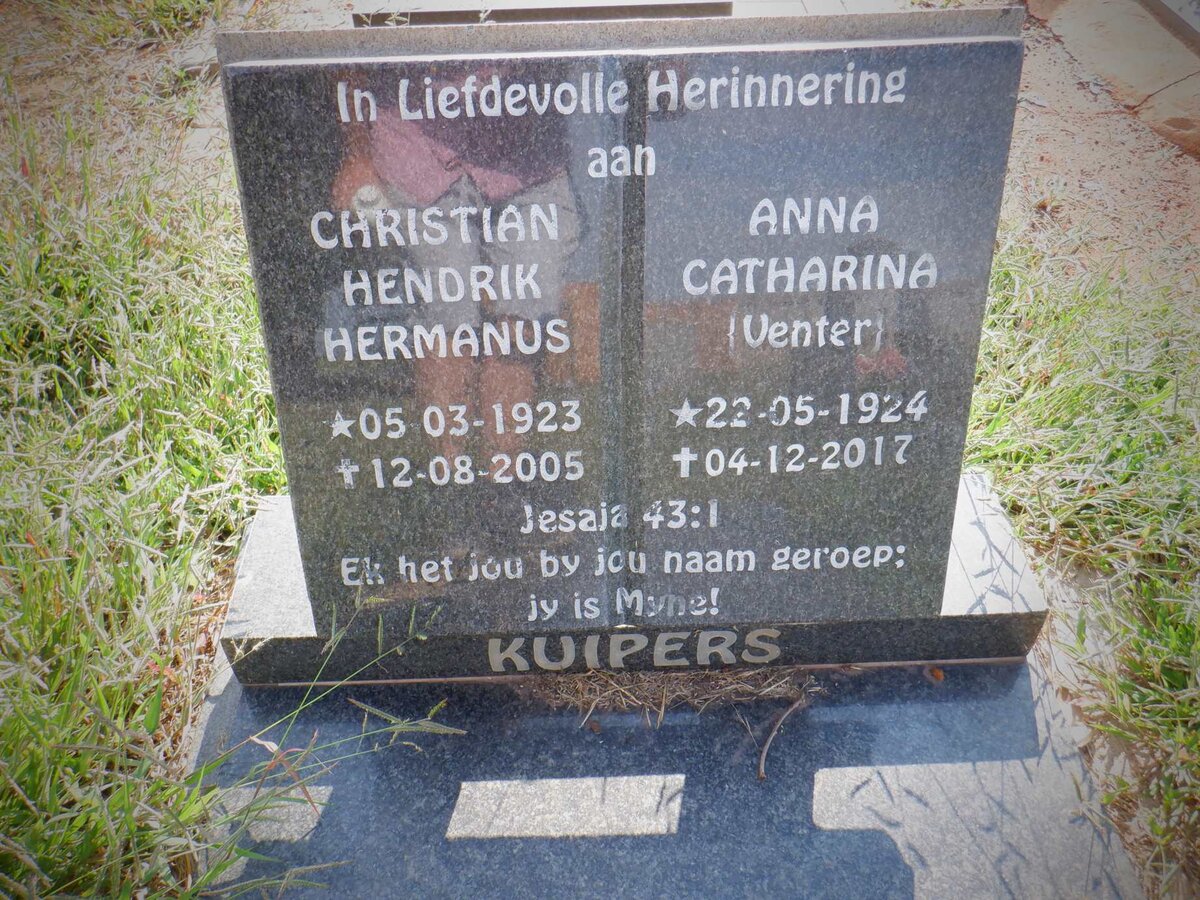 In Liefdevolle Herinnering
aan
CHRISTIAN
HENDRIK
HERMANUS
★05-03-1923
✝12-08-2005
ANNA
CATHARINA
{Venter}
★22-05-1924
✝04-12-2017
Jesaja 43:1
Ek het jou by jou naam geroep;
jy is Myne!
KUIPERS